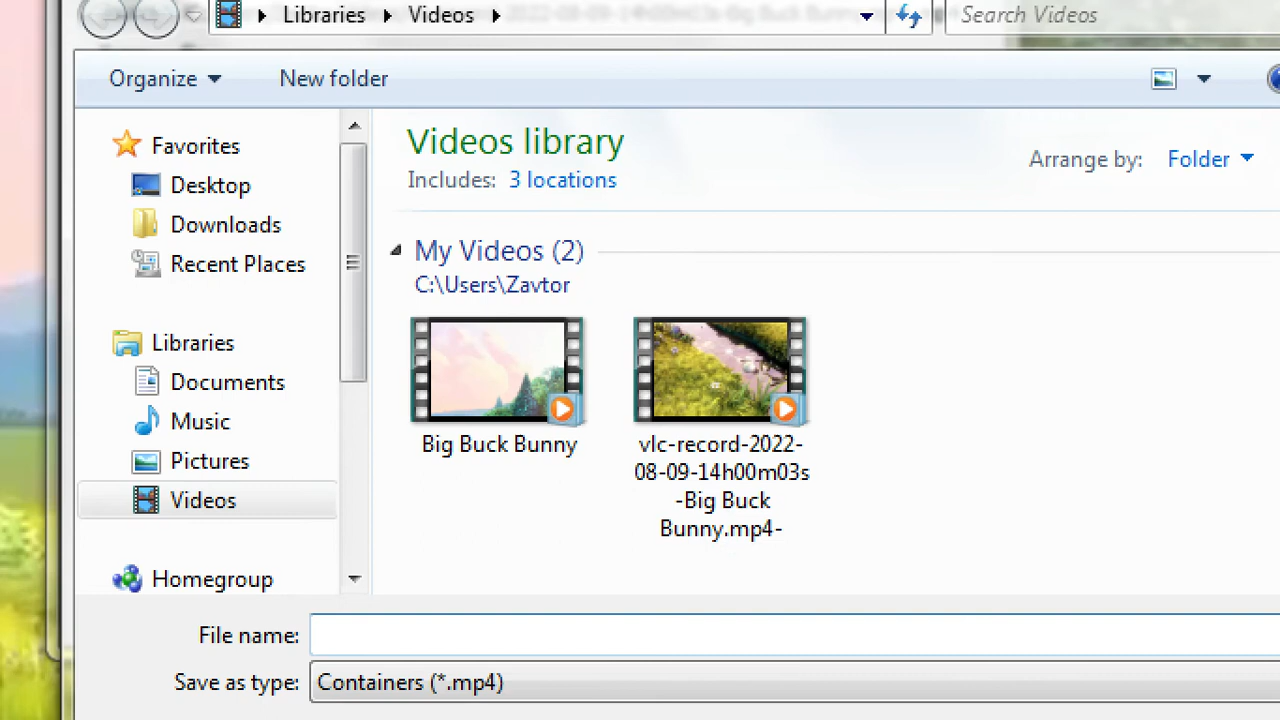 Libraries Videos Search Videos
Organize New folder
Favorites
Desktop
Downloads
Recent Places
Libraries
Documents
Music
Pictures
Videos
Homegroup
Videos library
Includes: 3 locations
Arrange by: Folder
My Videos (2)
C:\Users\Zavtor
Big Buck Bunny
vlc-record-2022-
08-09-14h00m03s
-Big Buck
Bunny.mp4-
File name:
Save as type: Containers (*.mp4)